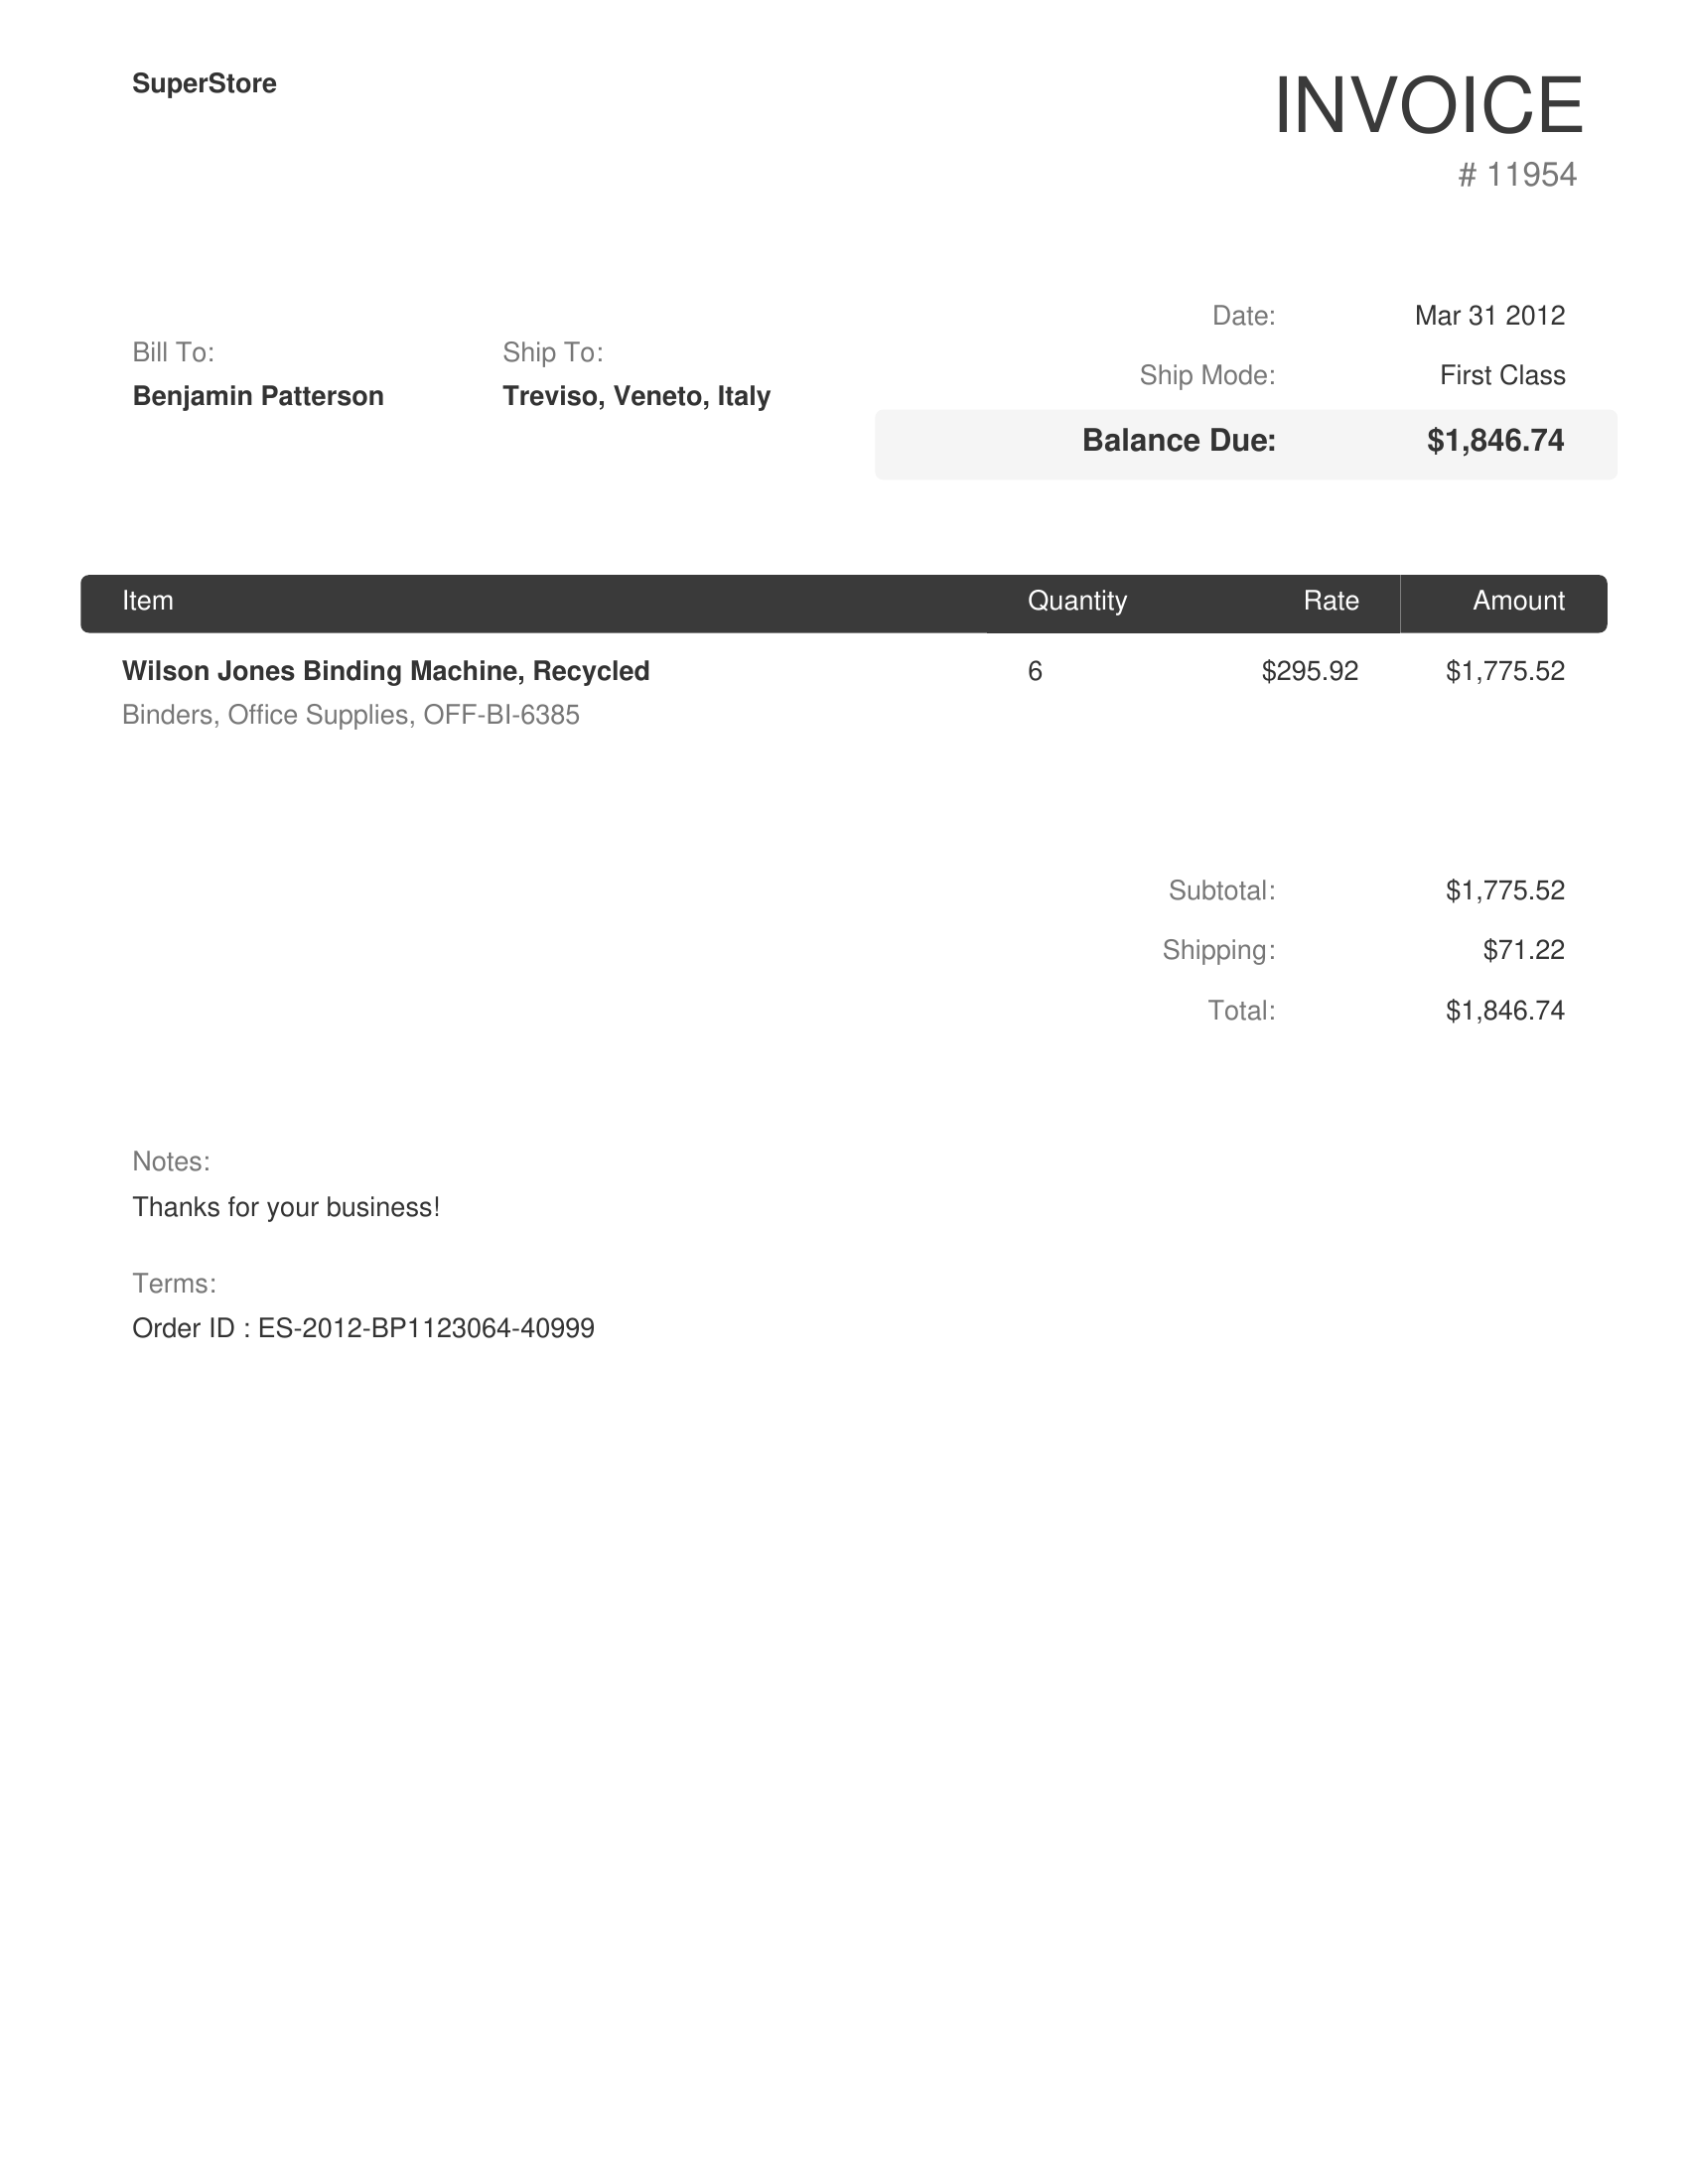 SuperStore
INVOICE
# 11954
Date: Mar 31 2012
Ship Mode: First Class
Balance Due: $1,846.74
Bill To:
Benjamin Patterson
Ship To:
Treviso, Veneto, Italy
Item Quantity Rate Amount
Wilson Jones Binding Machine, Recycled 6 $295.92 $1,775.52
Binders, Office Supplies, OFF-BI-6385
Subtotal: $1,775.52
Shipping: $71.22
Total: $1,846.74
Notes:
Thanks for your business!
Terms:
Order ID : ES-2012-BP1123064-40999